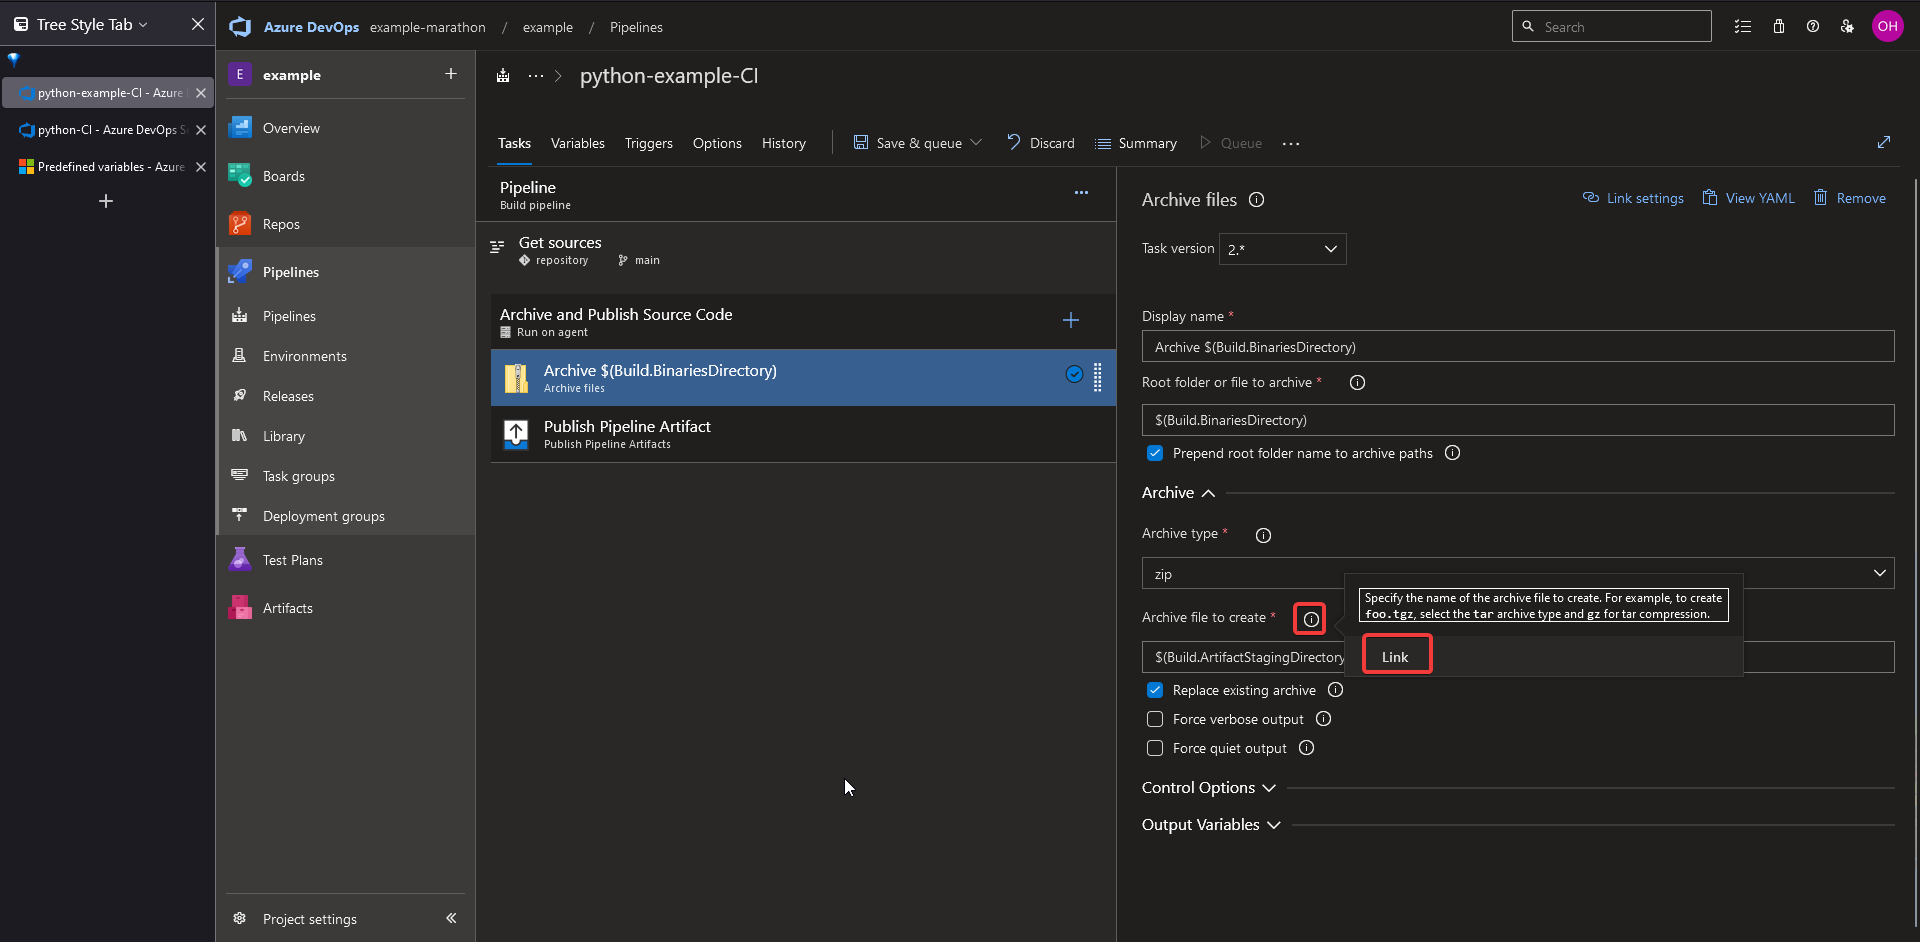 Tree Style Tab
python-example-CI - Azure
python-CI - Azure DevOps S
Predefined variables - Azure
Azure DevOps example-marathon / example / Pipelines
Search
OH
E example
Overview
Boards
Repos
Pipelines
Pipelines
Environments
Releases
Library
Task groups
Deployment groups
Test Plans
Artifacts
Project settings
python-example-CI
Tasks Variables Triggers Options History Save & queue Discard Summary Queue
Pipeline
Build pipeline
Get sources
repository main
Archive and Publish Source Code
Run on agent
Archive $(Build.BinariesDirectory)
Archive files
Publish Pipeline Artifact
Publish Pipeline Artifacts
Archive files Link settings View YAML Remove
Task version 2.*
Display name *
Archive $(Build.BinariesDirectory)
Root folder or file to archive *
$(Build.BinariesDirectory)
Prepend root folder name to archive paths
Archive
Archive type *
zip
Specify the name of the archive file to create. For example, to create
foo.tgz, select the tar archive type and gz for tar compression.
Archive file to create *
$(Build.ArtifactStagingDirectory
Link
Replace existing archive
Force verbose output
Force quiet output
Control Options
Output Variables